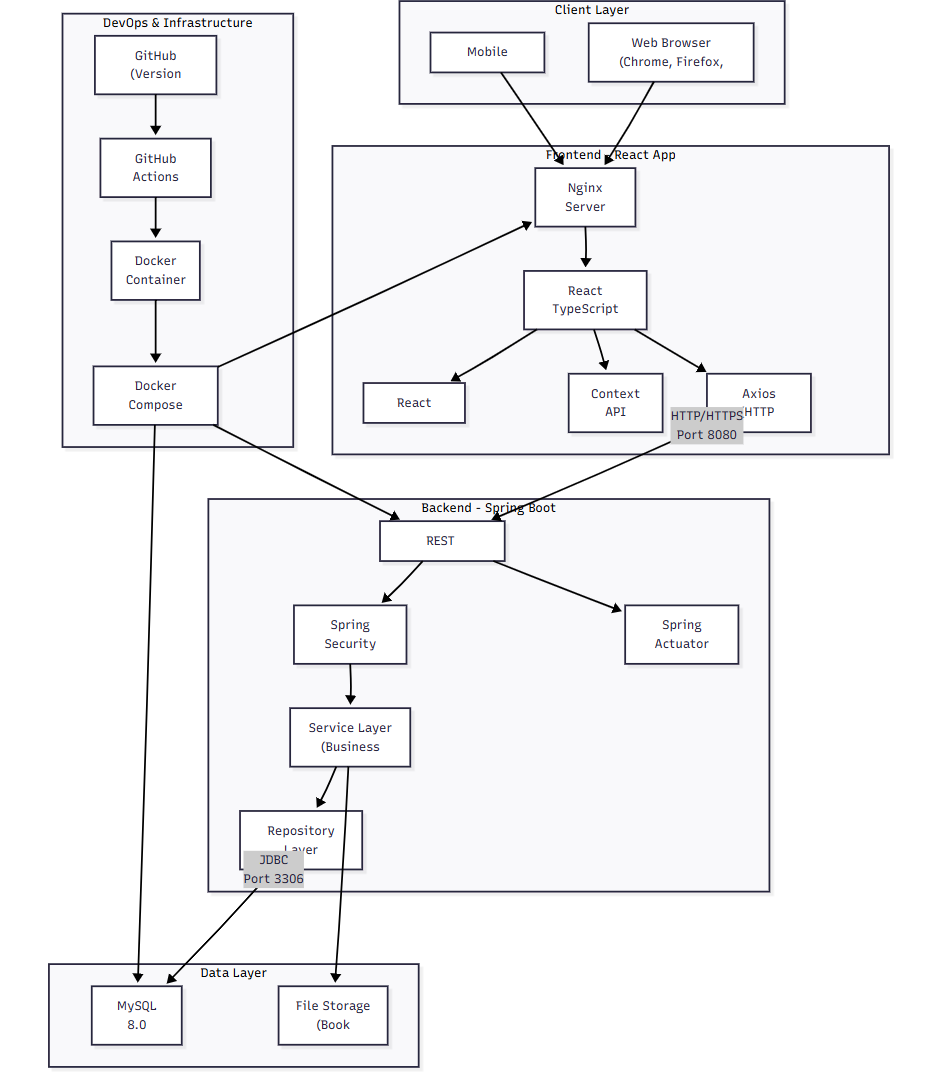 DevOps & Infrastructure
GitHub
(Version
GitHub
Actions
Docker
Container
Docker
Compose
Client Layer
Mobile
Web Browser
(Chrome, Firefox,
Frontend - React App
Nginx
Server
React
TypeScript
React
Context
API
Axios
HTTP
HTTP/HTTPS
Port 8080
Backend - Spring Boot
REST
Spring
Security
Spring
Actuator
Service Layer
(Business
Repository
Layer
JDBC
Port 3306
Data Layer
MySQL
8.0
File Storage
(Book